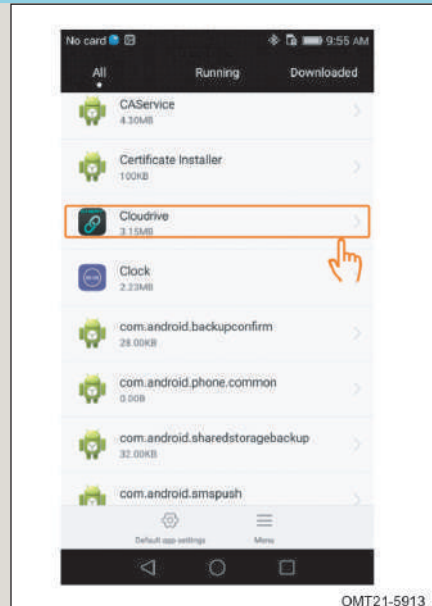 No card 9:55 AM
All Running Downloaded
CAService
4.30MB
Certificate Installer
100KB
Cloudrive
3.15MB
Clock
2.23MB
com.android.backupconfirm
28.00KB
com.android.phone.common
0.00B
com.android.sharedstoragebackup
32.00KB
com.android.smspush
Default app settings Menu
OMT21-5913